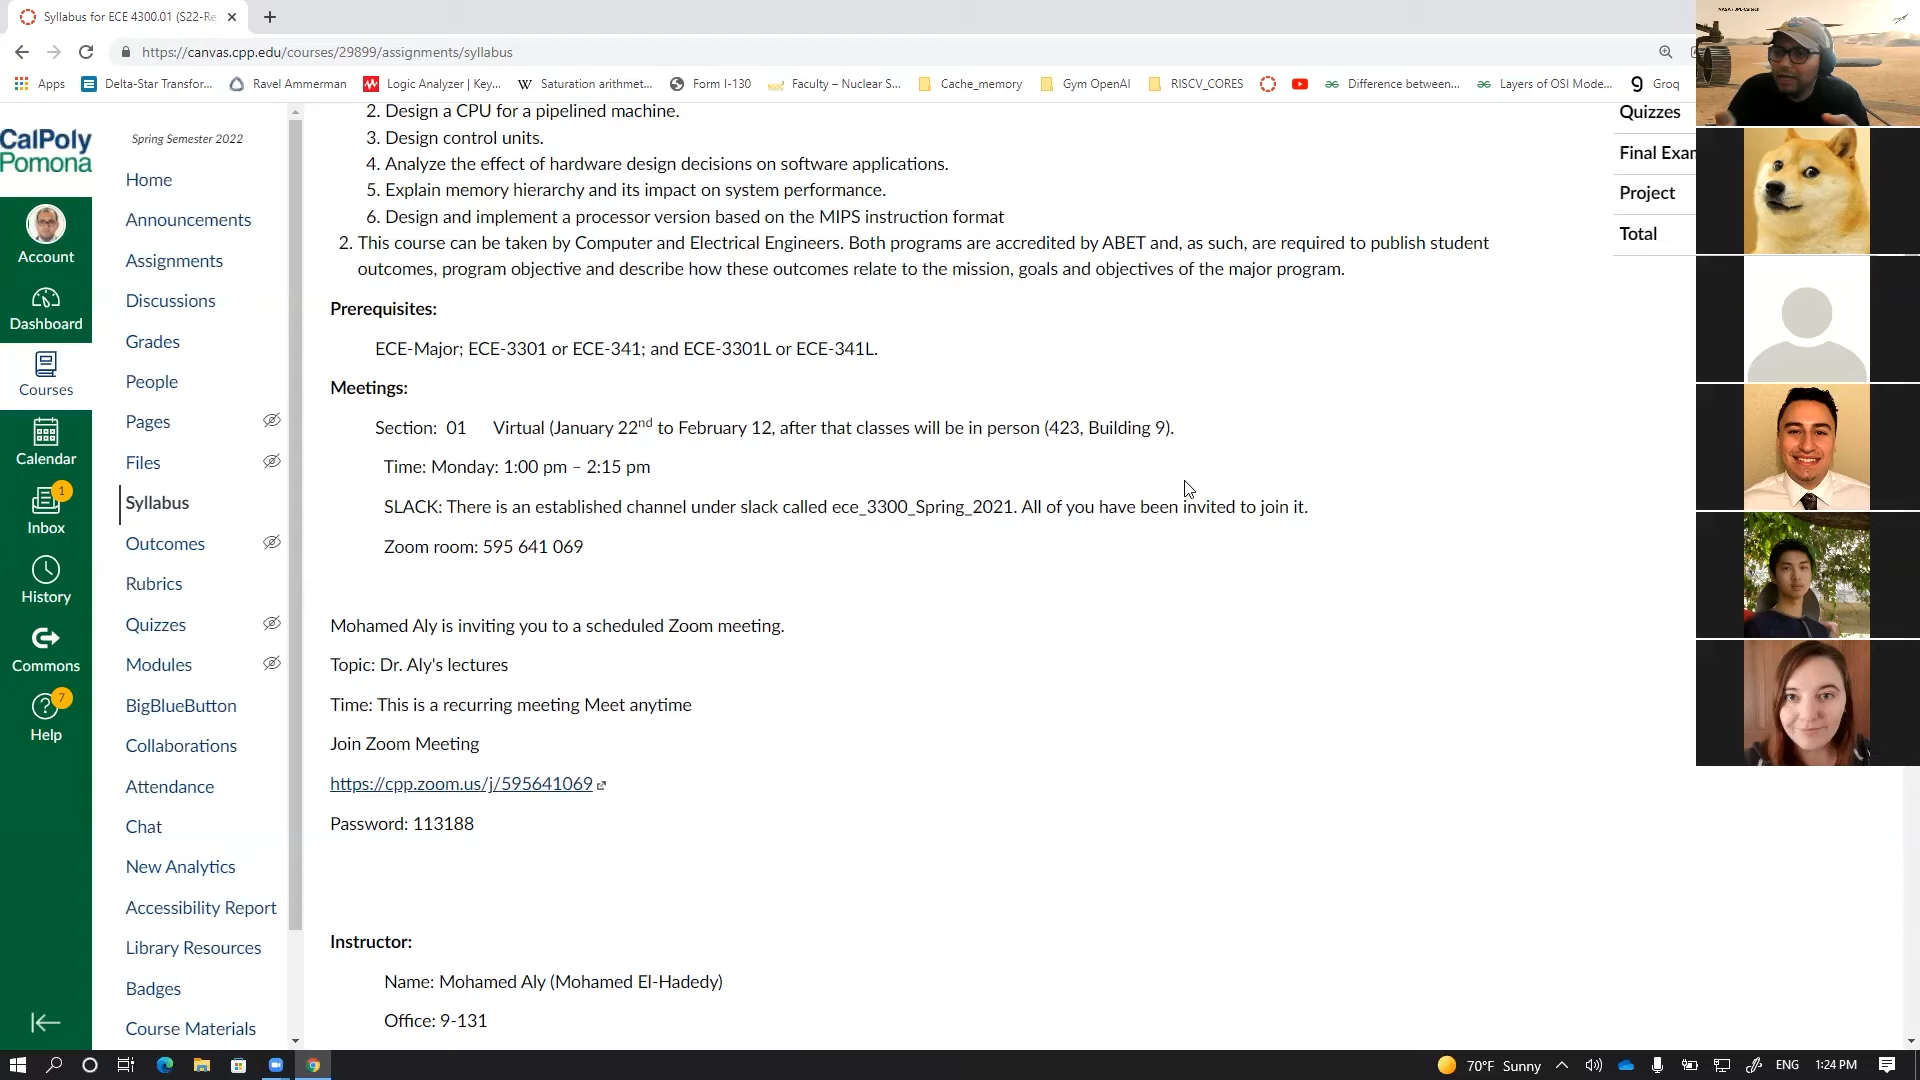 Syllabus for ECE 4300.01 (S22-Re
https://canvas.cpp.edu/courses/29899/assignments/syllabus
Apps
Delta-Star Transfor...
Ravel Ammerman
Logic Analyzer | Key...
Saturation arithmet...
Form I-130
Faculty – Nuclear S...
Cache_memory
Gym OpenAI
RISCV_CORES
Difference between...
Layers of OSI Mode...
Groq
CalPoly
Pomona
Account
Dashboard
Courses
Calendar
1
Inbox
History
Commons
7
Help
Spring Semester 2022
Home
Announcements
Assignments
Discussions
Grades
People
Pages
Files
Syllabus
Outcomes
Rubrics
Quizzes
Modules
BigBlueButton
Collaborations
Attendance
Chat
New Analytics
Accessibility Report
Library Resources
Badges
Course Materials
2. Design a CPU for a pipelined machine.
3. Design control units.
4. Analyze the effect of hardware design decisions on software applications.
5. Explain memory hierarchy and its impact on system performance.
6. Design and implement a processor version based on the MIPS instruction format
2. This course can be taken by Computer and Electrical Engineers. Both programs are accredited by ABET and, as such, are required to publish student
outcomes, program objective and describe how these outcomes relate to the mission, goals and objectives of the major program.
Prerequisites:
ECE-Major; ECE-3301 or ECE-341; and ECE-3301L or ECE-341L.
Meetings:
Section: 01 Virtual (January 22nd to February 12, after that classes will be in person (423, Building 9).
Time: Monday: 1:00 pm – 2:15 pm
SLACK: There is an established channel under slack called ece_3300_Spring_2021. All of you have been invited to join it.
Zoom room: 595 641 069
Mohamed Aly is inviting you to a scheduled Zoom meeting.
Topic: Dr. Aly's lectures
Time: This is a recurring meeting Meet anytime
Join Zoom Meeting
https://cpp.zoom.us/j/595641069
Password: 113188
Instructor:
Name: Mohamed Aly (Mohamed El-Hadedy)
Office: 9-131
Quizzes
Final Exam
Project
Total
NASA / JPL-Caltech
70°F Sunny
ENG
1:24 PM